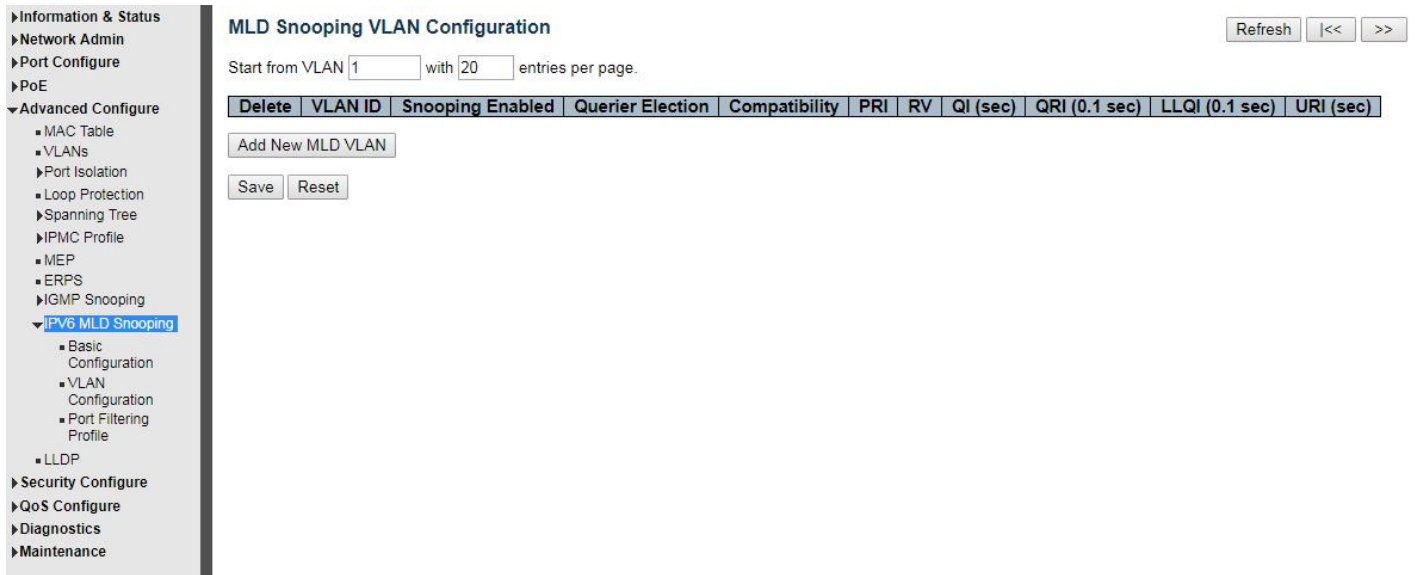 Information & Status
Network Admin
Port Configure
PoE
Advanced Configure
MAC Table
VLANs
Port Isolation
Loop Protection
Spanning Tree
IPMC Profile
MEP
ERPS
IGMP Snooping
IPV6 MLD Snooping
Basic
Configuration
VLAN
Configuration
Port Filtering
Profile
LLDP
Security Configure
QoS Configure
Diagnostics
Maintenance
MLD Snooping VLAN Configuration
Refresh |<< >>
Start from VLAN 1 with 20 entries per page.
Delete VLAN ID Snooping Enabled Querier Election Compatibility PRI RV QI (sec) QRI (0.1 sec) LLQI (0.1 sec) URI (sec)
Add New MLD VLAN
Save Reset